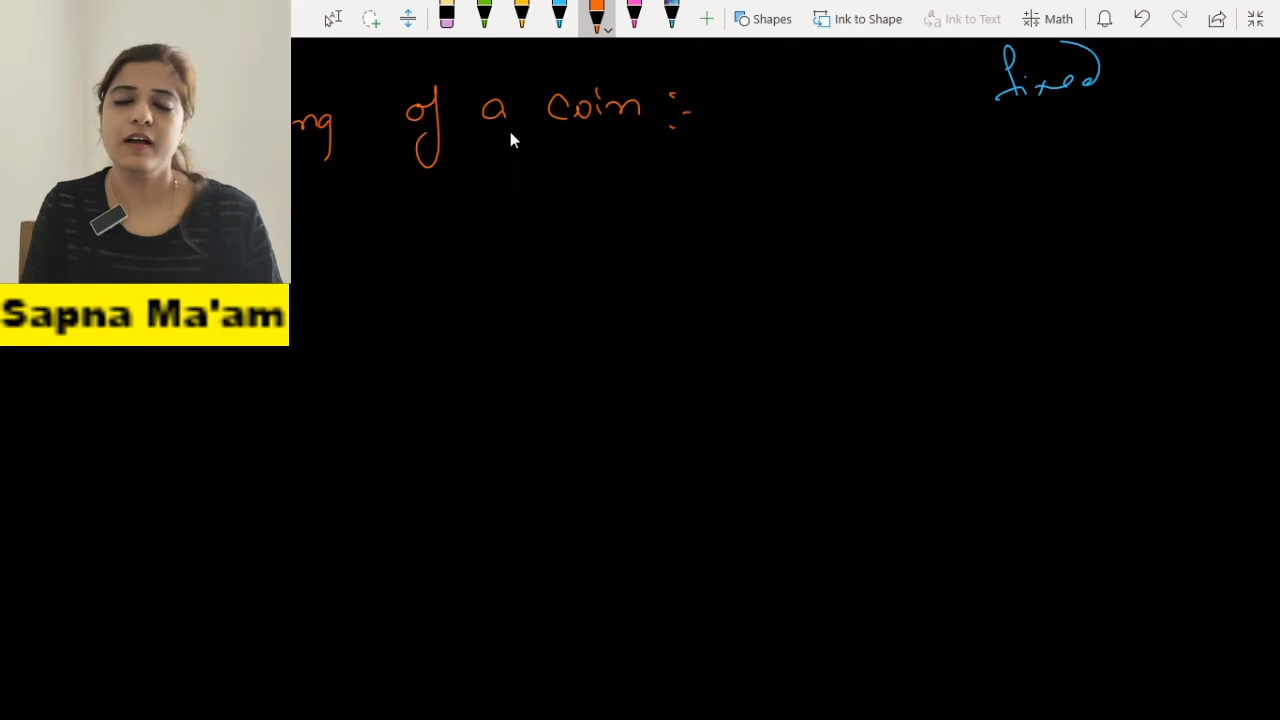 Shapes Ink to Shape Ink to Text Math
fixed
ng of a coin :-
Sapna Ma'am